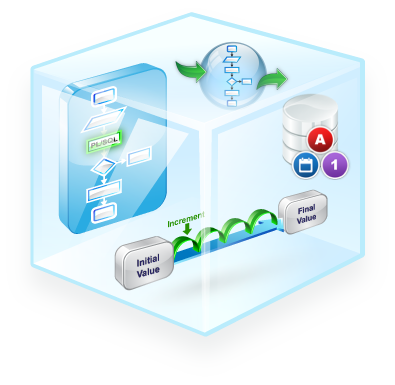 PL/SQL
A
1
Increment
Initial
Value
Final
Value